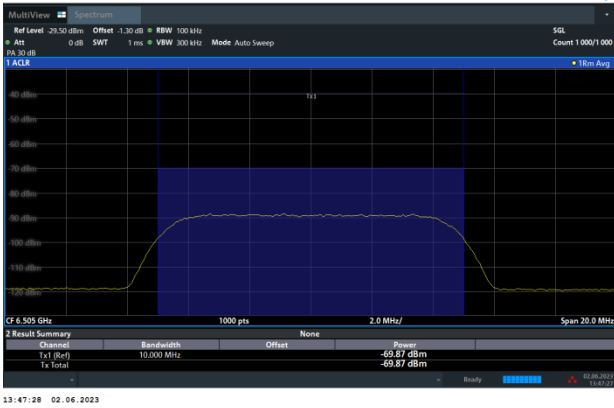 MultiView Spectrum
Ref Level -29.50 dBm Offset -1.30 dB RBW 100 kHz SGL
Att 0 dB SWT 1 ms VBW 300 kHz Mode Auto Sweep Count 1000/1000
PA 30 dB
1 ACLR 1Rm Avg
-40 dBm
Tx1
-50 dBm
-60 dBm
-70 dBm
-80 dBm
-90 dBm
-100 dBm
-110 dBm
-120 dBm
CF 6.505 GHz 1000 pts 2.0 MHz/ Span 20.0 MHz
2 Result Summary None
Channel Bandwidth Offset Power
Tx1 (Ref) 10.000 MHz -69.87 dBm
Tx Total -69.87 dBm
Ready 02.06.2023
13:47:27
13:47:28 02.06.2023